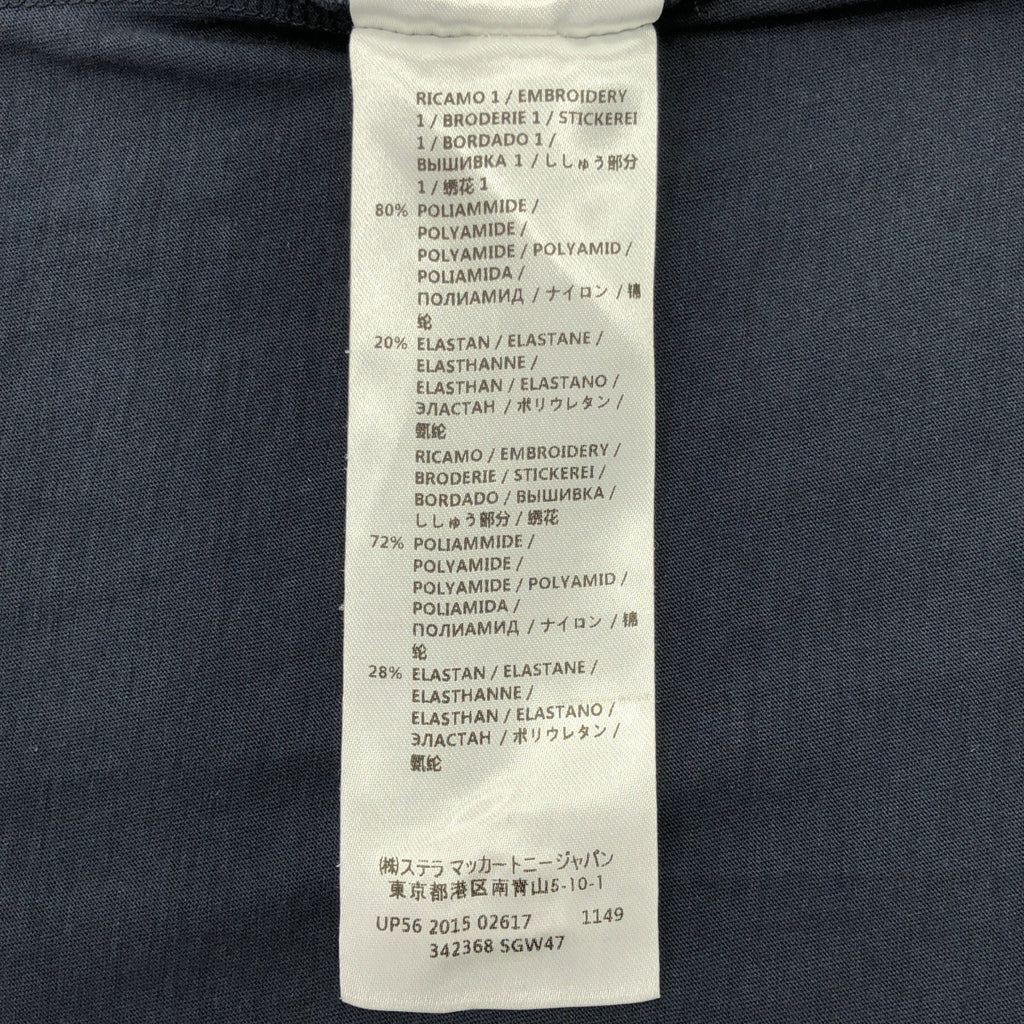 RICAMO 1 / EMBROIDERY
1 / BRODERIE 1 / STICKEREI
1 / BORDADO 1 /
ВЫШИВКА 1 / ししゅう部分
1 / 绣花 1
80% POLIAMMIDE /
POLYAMIDE /
POLYAMIDE / POLYAMID /
POLIAMIDA /
ПОЛИАМИД / ナイロン / 锦
纶
20% ELASTAN / ELASTANE /
ELASTHANNE /
ELASTHAN / ELASTANO /
ЭЛАСТАН / ポリウレタン /
氨纶
RICAMO / EMBROIDERY /
BRODERIE / STICKEREI /
BORDADO / ВЫШИВКА /
ししゅう部分 / 绣花
72% POLIAMMIDE /
POLYAMIDE /
POLYAMIDE / POLYAMID /
POLIAMIDA /
ПОЛИАМИД / ナイロン / 锦
纶
28% ELASTAN / ELASTANE /
ELASTHANNE /
ELASTHAN / ELASTANO /
ЭЛАСТАН / ポリウレタン /
氨纶
㈱ステラ マッカートニージャパン
東京都港区南青山5-10-1
UP56 2015 02617 1149
342368 SGW47